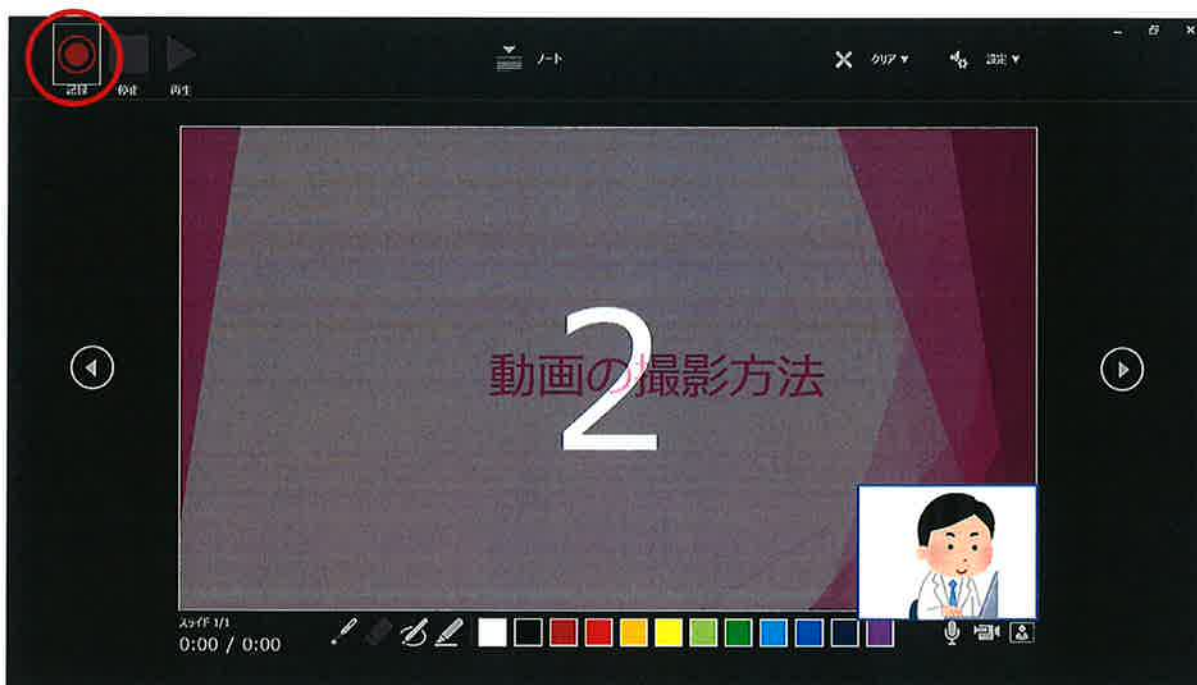 記録 停止 再生
ノート
クリア ▼
設定 ▼
動画の撮影方法
2
スライド 1/1
0:00 / 0:00